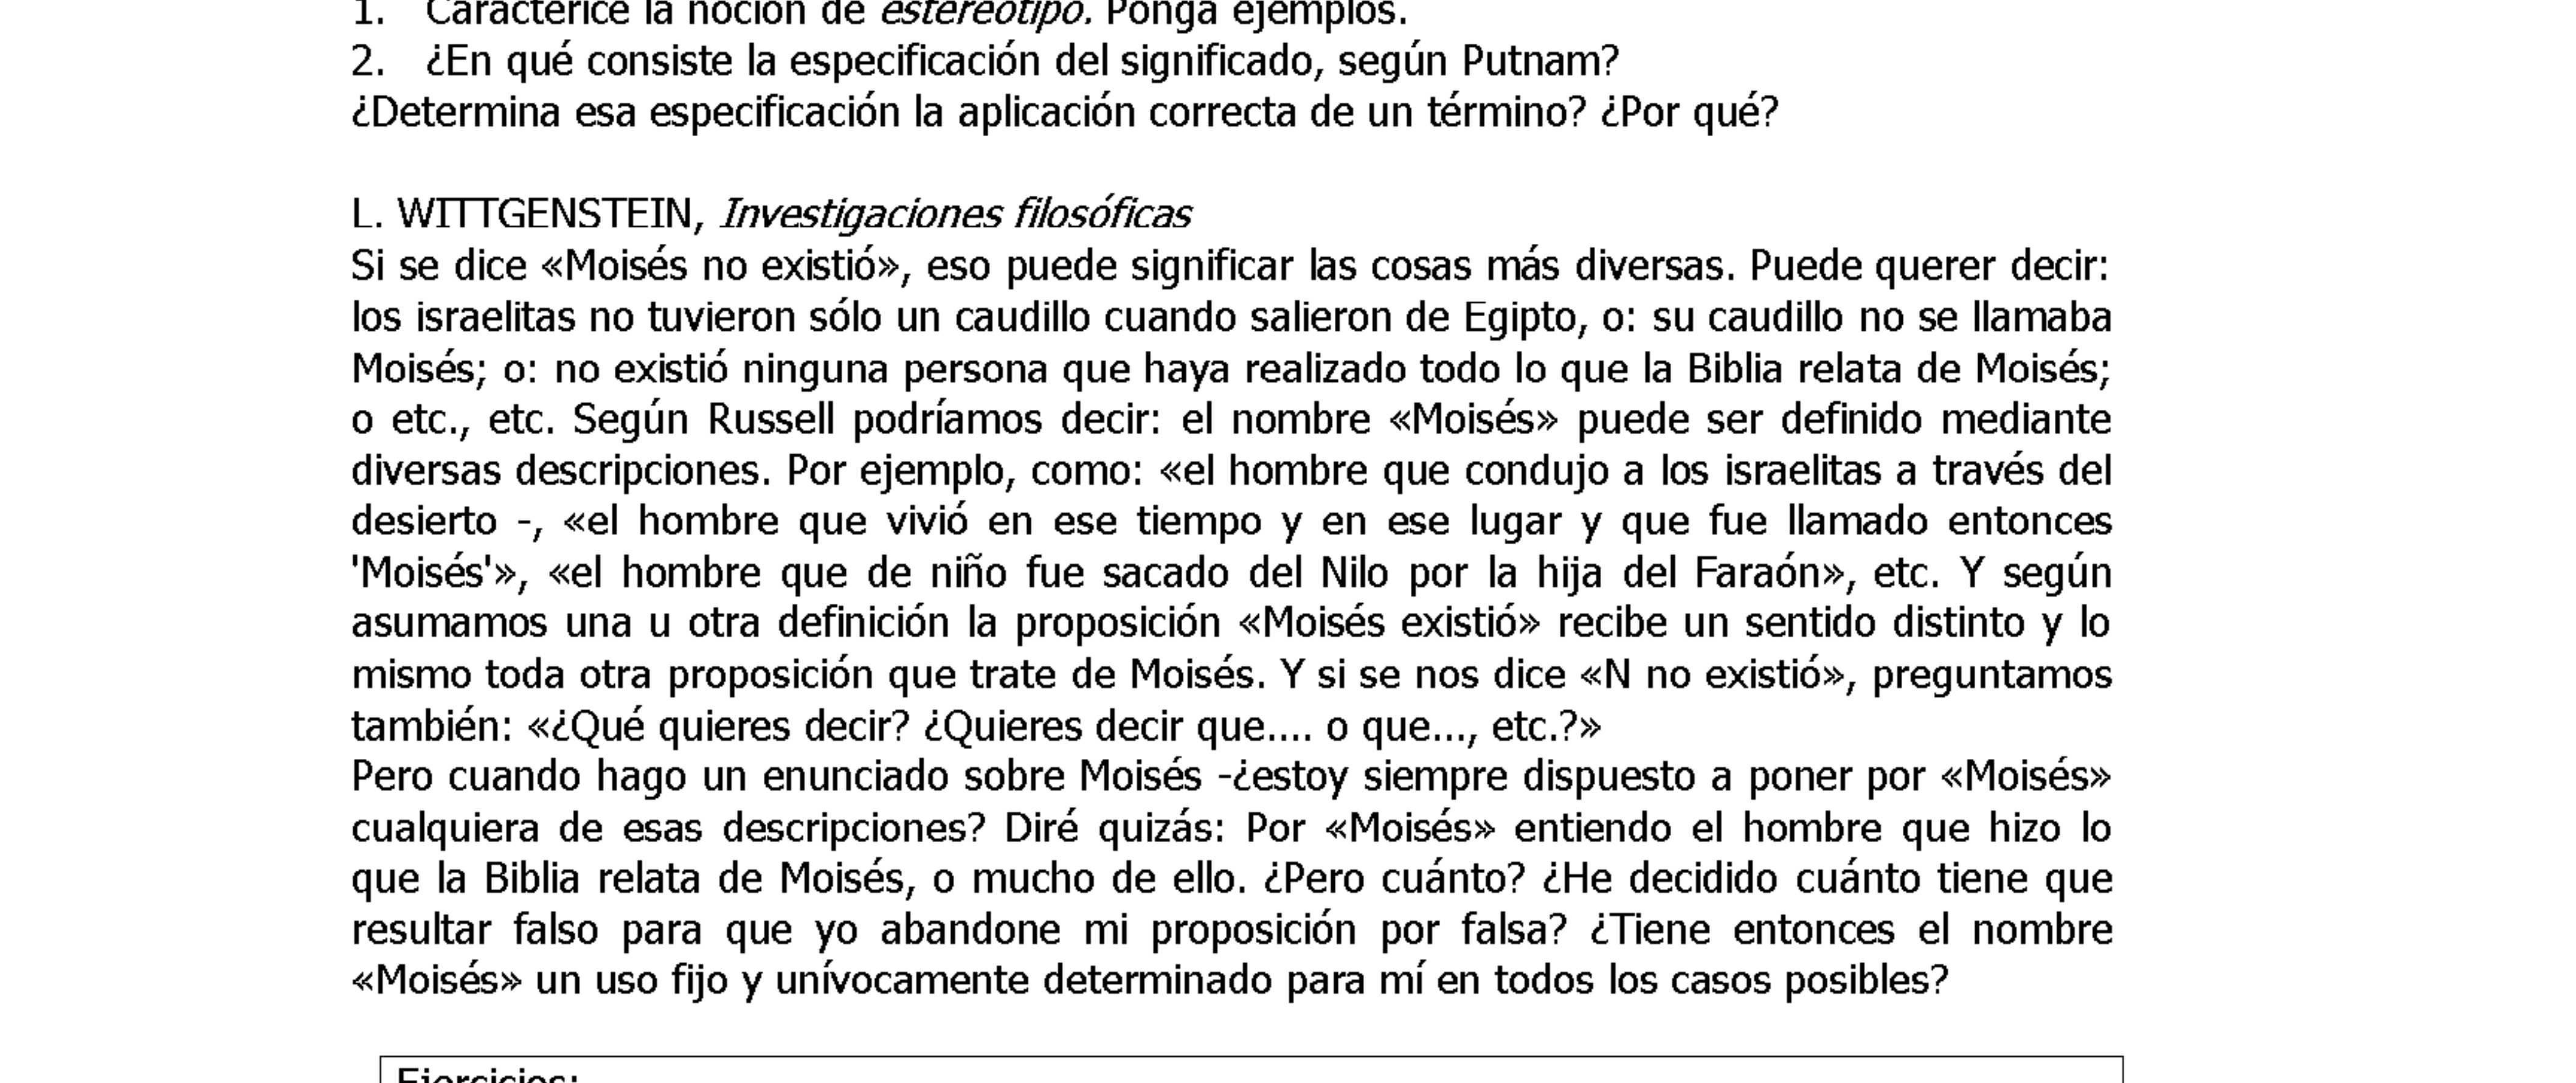 1. Caracterice la noción de estereotipo. Ponga ejemplos.
2. ¿En qué consiste la especificación del significado, según Putnam?
¿Determina esa especificación la aplicación correcta de un término? ¿Por qué?
L. WITTGENSTEIN, Investigaciones filosóficas
Si se dice «Moisés no existió», eso puede significar las cosas más diversas. Puede querer decir:
los israelitas no tuvieron sólo un caudillo cuando salieron de Egipto, o: su caudillo no se llamaba
Moisés; o: no existió ninguna persona que haya realizado todo lo que la Biblia relata de Moisés;
o etc., etc. Según Russell podríamos decir: el nombre «Moisés» puede ser definido mediante
diversas descripciones. Por ejemplo, como: «el hombre que condujo a los israelitas a través del
desierto -, «el hombre que vivió en ese tiempo y en ese lugar y que fue llamado entonces
'Moisés'», «el hombre que de niño fue sacado del Nilo por la hija del Faraón», etc. Y según
asumamos una u otra definición la proposición «Moisés existió» recibe un sentido distinto y lo
mismo toda otra proposición que trate de Moisés. Y si se nos dice «N no existió», preguntamos
también: «¿Qué quieres decir? ¿Quieres decir que.... o que..., etc.?»
Pero cuando hago un enunciado sobre Moisés -¿estoy siempre dispuesto a poner por «Moisés»
cualquiera de esas descripciones? Diré quizás: Por «Moisés» entiendo el hombre que hizo lo
que la Biblia relata de Moisés, o mucho de ello. ¿Pero cuánto? ¿He decidido cuánto tiene que
resultar falso para que yo abandone mi proposición por falsa? ¿Tiene entonces el nombre
«Moisés» un uso fijo y unívocamente determinado para mí en todos los casos posibles?
Ejercicios: